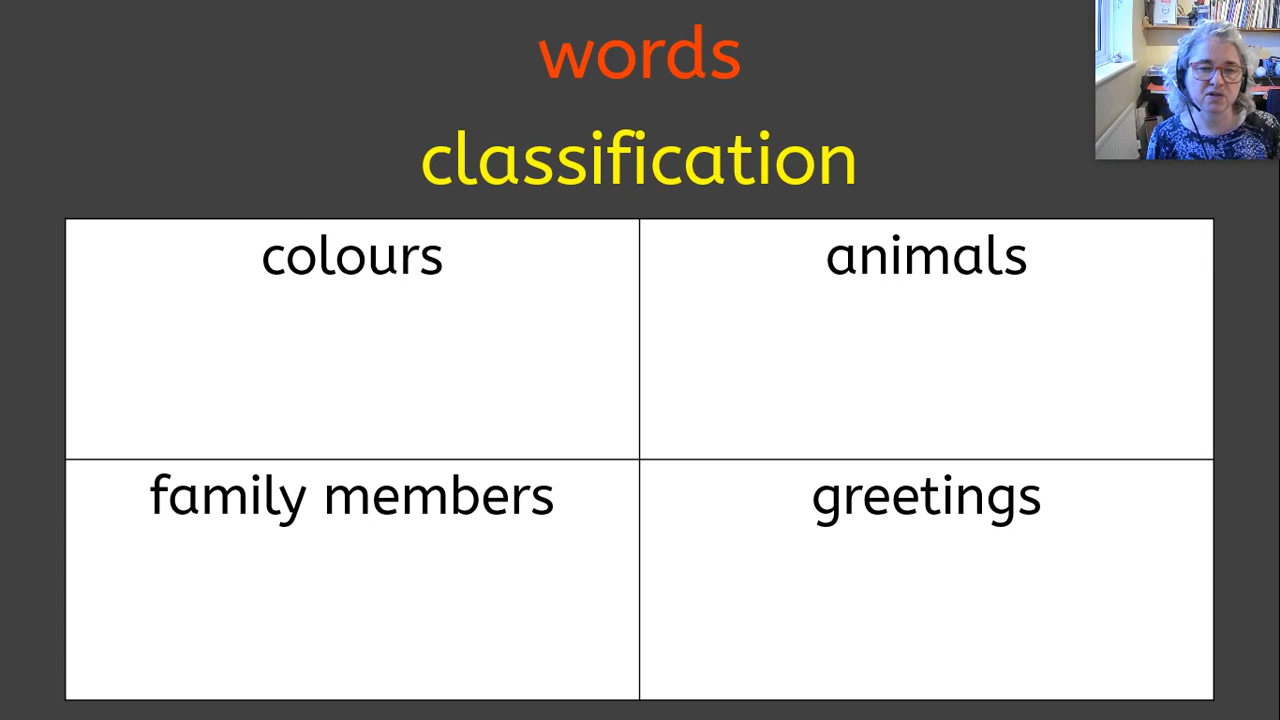 words
classification
colours
animals
family members
greetings